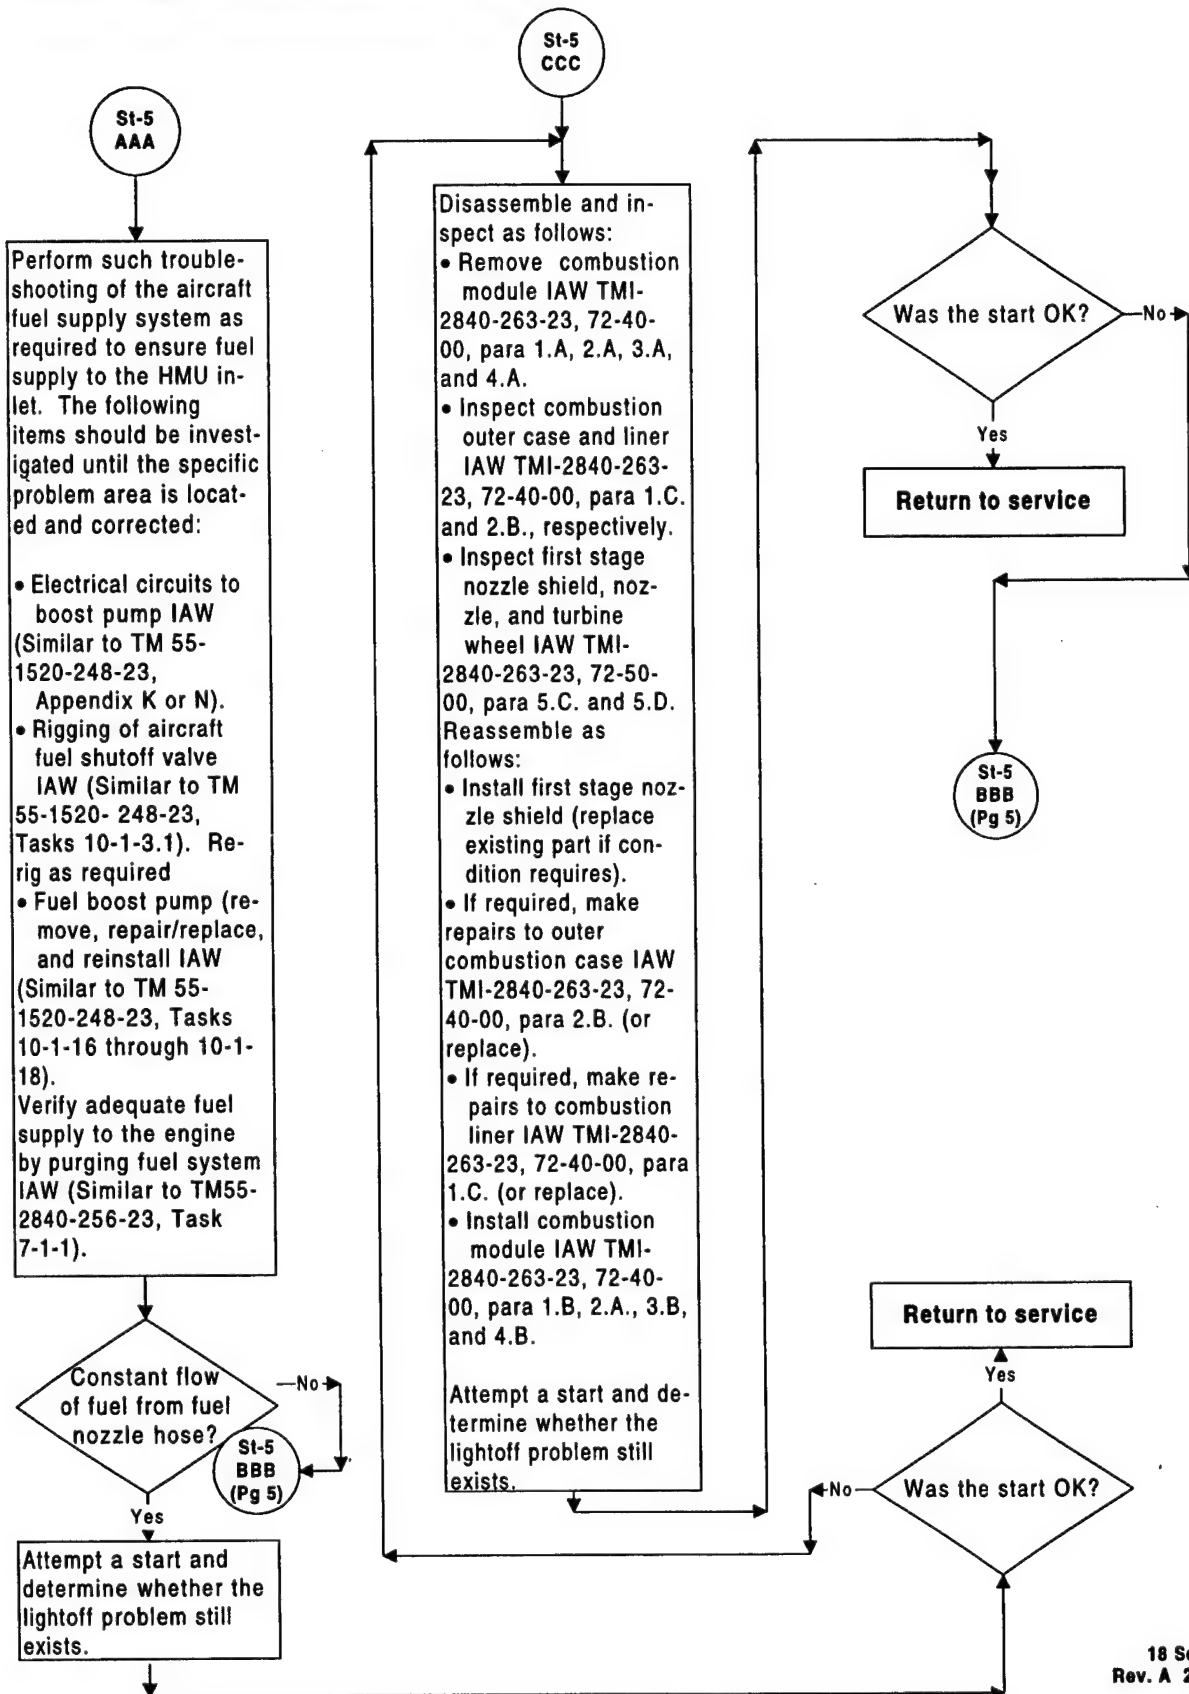 St-5
AAA
Perform such trouble-
shooting of the aircraft
fuel supply system as
required to ensure fuel
supply to the HMU in-
let. The following
items should be invest-
igated until the specific
problem area is locat-
ed and corrected:
• Electrical circuits to
boost pump IAW
(Similar to TM 55-
1520-248-23,
Appendix K or N).
• Rigging of aircraft
fuel shutoff valve
IAW (Similar to TM
55-1520- 248-23,
Tasks 10-1-3.1). Re-
rig as required
• Fuel boost pump (re-
move, repair/replace,
and reinstall IAW
(Similar to TM 55-
1520-248-23, Tasks
10-1-16 through 10-1-
18).
Verify adequate fuel
supply to the engine
by purging fuel system
IAW (Similar to TM55-
2840-256-23, Task
7-1-1).
Constant flow
of fuel from fuel
nozzle hose?
No
St-5
BBB
(Pg 5)
Yes
Attempt a start and
determine whether the
lightoff problem still
exists.
St-5
CCC
Disassemble and in-
spect as follows:
• Remove combustion
module IAW TMI-
2840-263-23, 72-40-
00, para 1.A, 2.A, 3.A,
and 4.A.
• Inspect combustion
outer case and liner
IAW TMI-2840-263-
23, 72-40-00, para 1.C.
and 2.B., respectively.
• Inspect first stage
nozzle shield, noz-
zle, and turbine
wheel IAW TMI-
2840-263-23, 72-50-
00, para 5.C. and 5.D.
Reassemble as
follows:
• Install first stage noz-
zle shield (replace
existing part if con-
dition requires).
• If required, make
repairs to outer
combustion case IAW
TMI-2840-263-23, 72-
40-00, para 2.B. (or
replace).
• If required, make re-
pairs to combustion
liner IAW TMI-2840-
263-23, 72-40-00, para
1.C. (or replace).
• Install combustion
module IAW TMI-
2840-263-23, 72-40-
00, para 1.B, 2.A., 3.B,
and 4.B.
Attempt a start and de-
termine whether the
lightoff problem still
exists.
Was the start OK?
No
Yes
Return to service
St-5
BBB
(Pg 5)
Return to service
Yes
No
Was the start OK?
18 Se
Rev. A 2